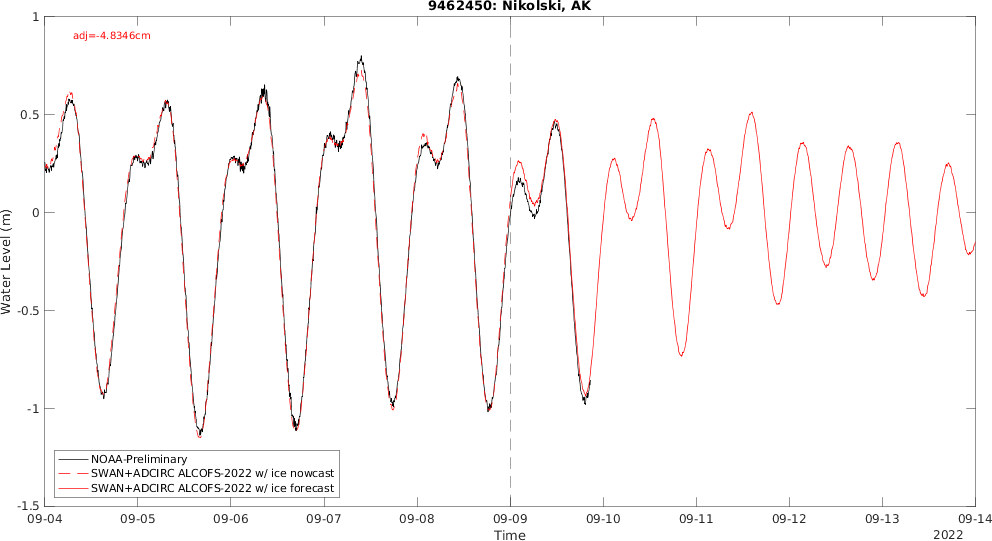 9462450: Nikolski, AK
adj=-4.8346cm
Water Level (m)
1
0.5
0
-0.5
-1
-1.5
NOAA-Preliminary
SWAN+ADCIRC ALCOFS-2022 w/ ice nowcast
SWAN+ADCIRC ALCOFS-2022 w/ ice forecast
09-04 09-05 09-06 09-07 09-08 09-09 09-10 09-11 09-12 09-13 09-14
Time
2022